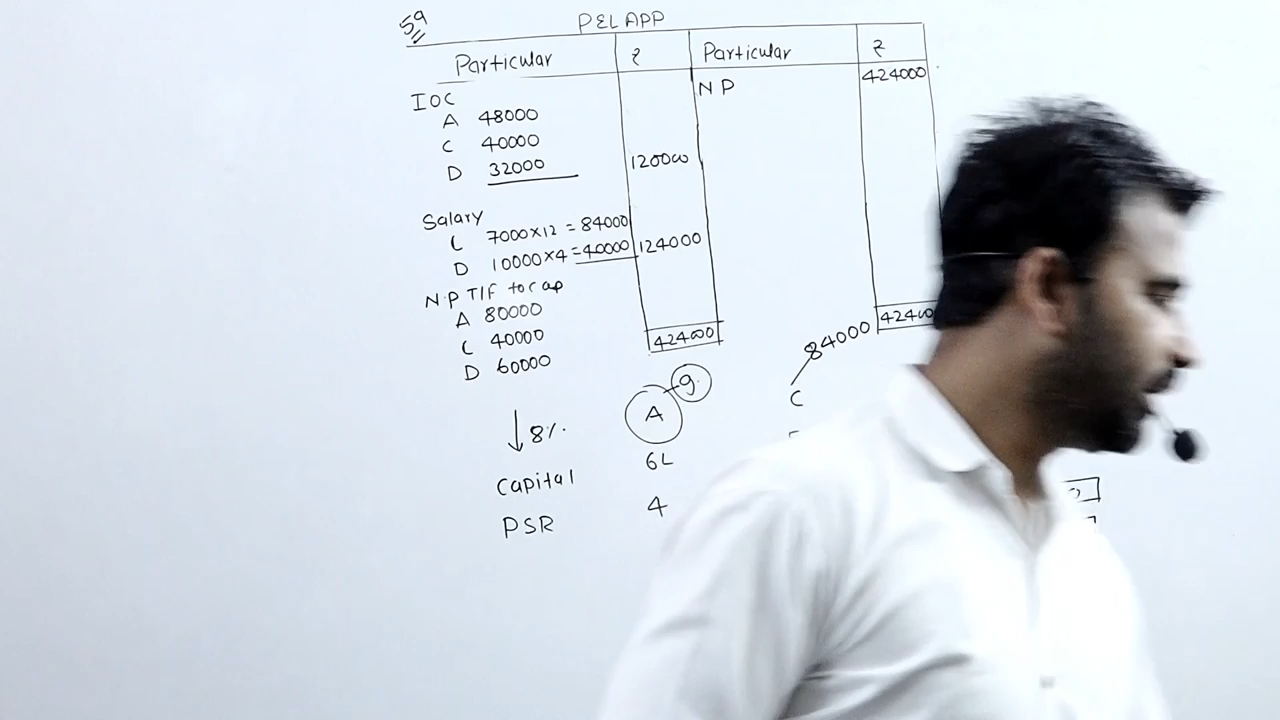 59
P&L APP
Particular ₹ Particular ₹
NP 424000
IOC
A 48000
C 40000
D 32000 120000
Salary
C 7000×12 = 84000
D 10000×4 = 40000 124000
N.P T/F to cap
A 80000
C 40000
D 60000
424000 424000
84000
A g.
C
↓ 8%.
Capital 6L
PSR 4